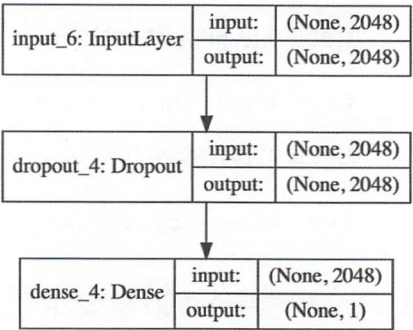 input_6: InputLayer
input: (None, 2048)
output: (None, 2048)
dropout_4: Dropout
input: (None, 2048)
output: (None, 2048)
dense_4: Dense
input: (None, 2048)
output: (None, 1)